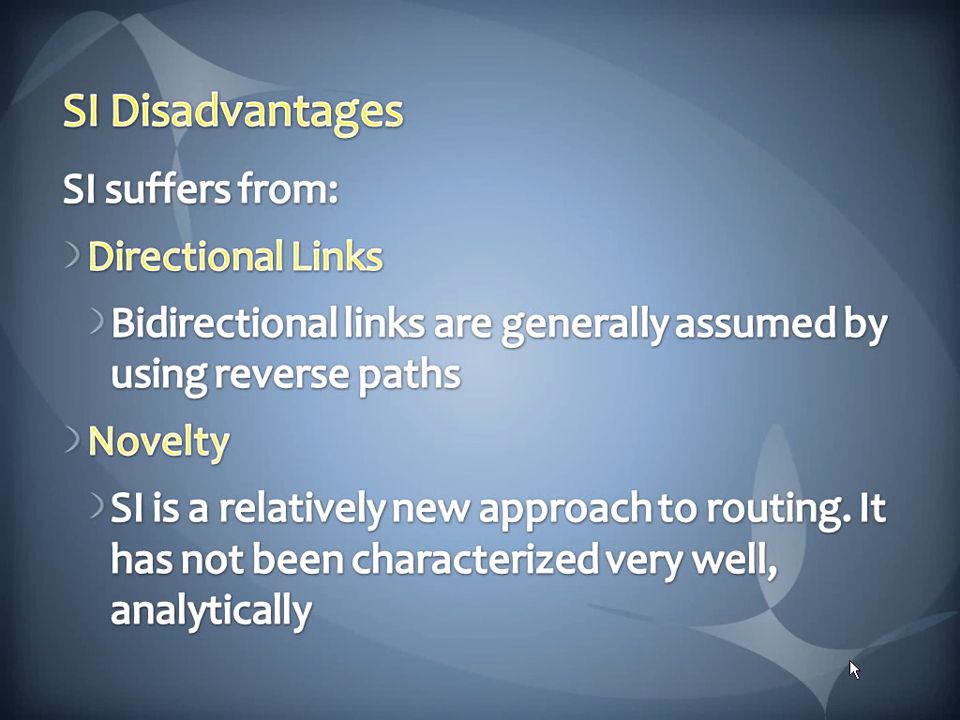 SI Disadvantages
SI suffers from:
Directional Links
Bidirectional links are generally assumed by
using reverse paths
Novelty
SI is a relatively new approach to routing. It
has not been characterized very well,
analytically